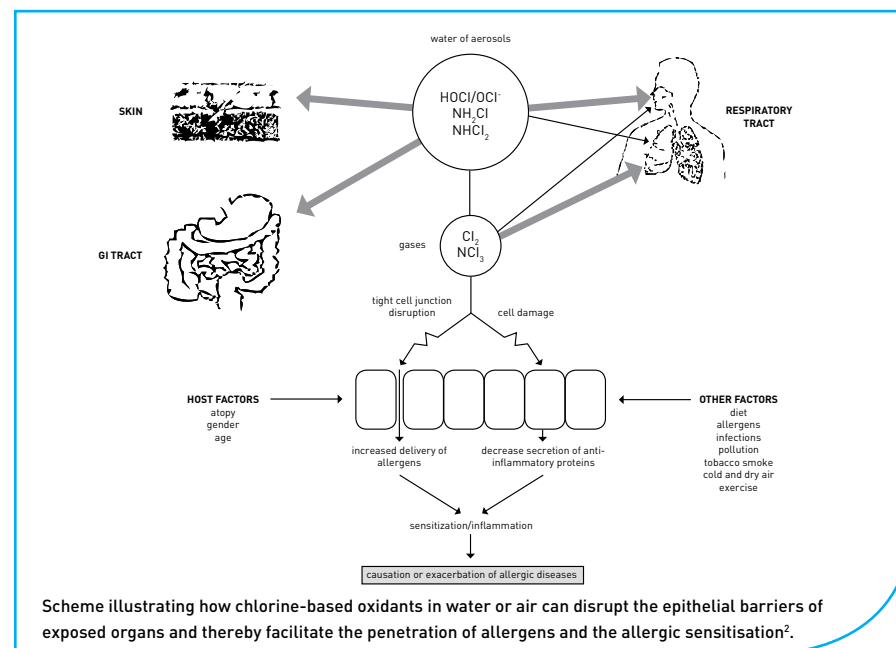 water of aerosols
SKIN
HOCl/OCl⁻
NH₂Cl
NHCl₂
RESPIRATORY
TRACT
GI TRACT
gases
Cl₂
NCl₃
tight cell junction
disruption
cell damage
HOST FACTORS
atopy
gender
age
OTHER FACTORS
diet
allergens
infections
pollution
tobacco smoke
cold and dry air
exercise
increased delivery of
allergens
decrease secretion of anti-
inflammatory proteins
sensitization/inflammation
causation or exacerbation of allergic diseases
Scheme illustrating how chlorine-based oxidants in water or air can disrupt the epithelial barriers of
exposed organs and thereby facilitate the penetration of allergens and the allergic sensitisation².